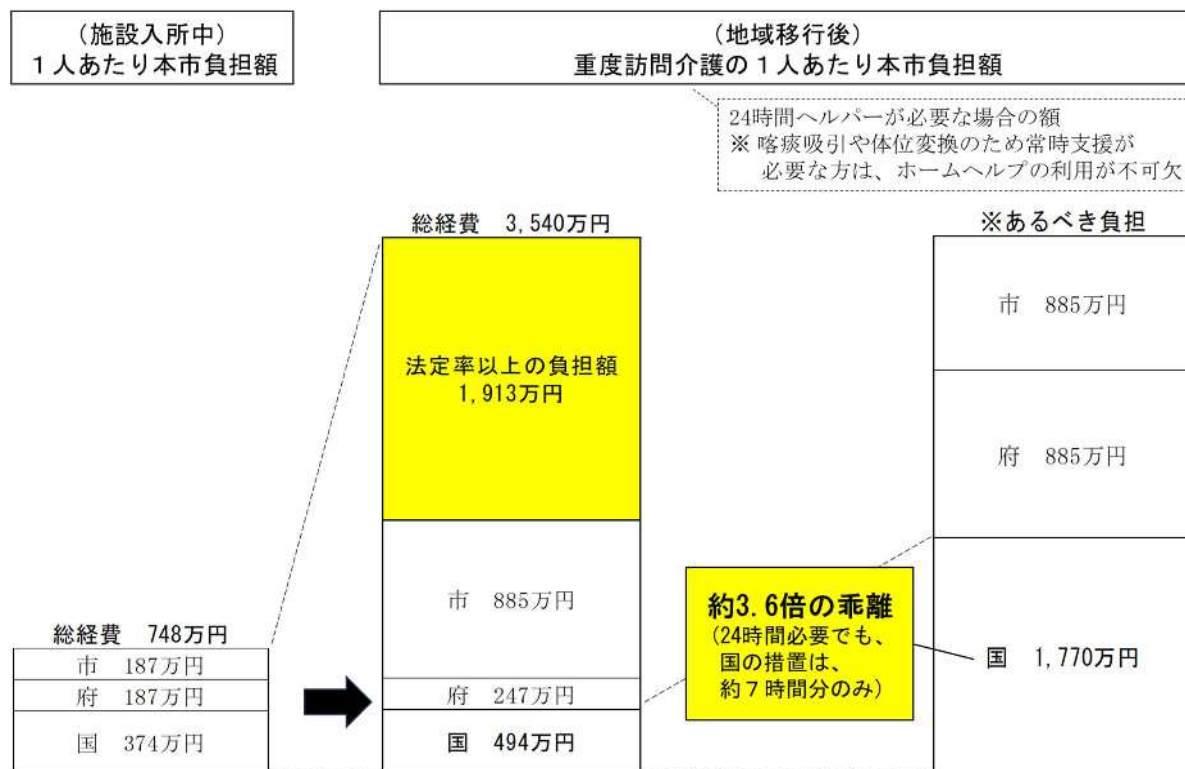 (施設入所中)
1人あたり本市負担額
(地域移行後)
重度訪問介護の1人あたり本市負担額
24時間ヘルパーが必要な場合の額
※ 喀痰吸引や体位変換のため常時支援が
必要な方は、ホームヘルプの利用が不可欠
総経費 748万円
市 187万円
府 187万円
国 374万円
総経費 3,540万円
法定率以上の負担額
1,913万円
市 885万円
府 247万円
国 494万円
約3.6倍の乖離
(24時間必要でも、
国の措置は、
約7時間分のみ)
※あるべき負担
市 885万円
府 885万円
国 1,770万円